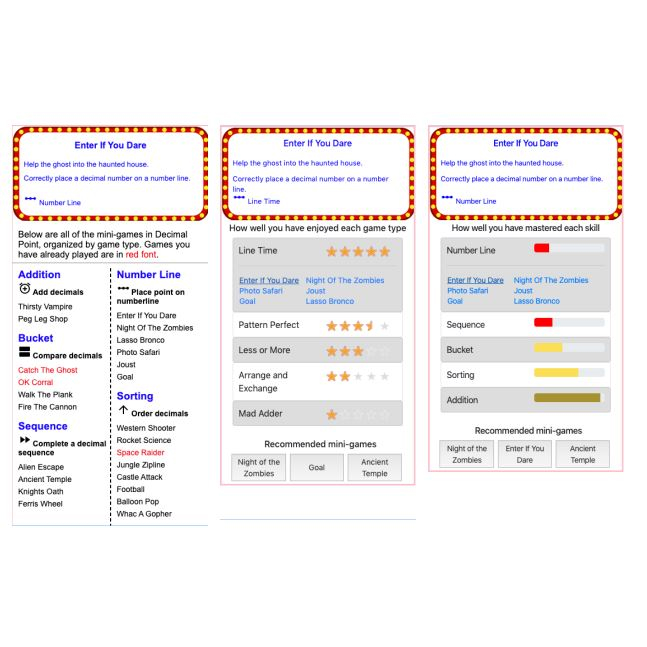 Enter If You Dare
Help the ghost into the haunted house.
Correctly place a decimal number on a number line.
Number Line
Below are all of the mini-games in Decimal
Point, organized by game type. Games you
have already played are in red font.
Addition
Add decimals
Thirsty Vampire
Peg Leg Shop
Bucket
Compare decimals
Catch The Ghost
OK Corral
Walk The Plank
Fire The Cannon
Sequence
Complete a decimal
sequence
Alien Escape
Ancient Temple
Knights Oath
Ferris Wheel
Number Line
Place point on
numberline
Enter If You Dare
Night Of The Zombies
Lasso Bronco
Photo Safari
Joust
Goal
Sorting
Order decimals
Western Shooter
Rocket Science
Space Raider
Jungle Zipline
Castle Attack
Football
Balloon Pop
Whac A Gopher
Enter If You Dare
Help the ghost into the haunted house.
Correctly place a decimal number on a number
line.
Line Time
How well you have enjoyed each game type
Line Time
Enter If You Dare Night Of The Zombies
Photo Safari Joust
Goal Lasso Bronco
Pattern Perfect
Less or More
Arrange and
Exchange
Mad Adder
Recommended mini-games
Night of the
Zombies
Goal
Ancient
Temple
Enter If You Dare
Help the ghost into the haunted house.
Correctly place a decimal number on a number line.
Number Line
How well you have mastered each skill
Number Line
Enter If You Dare Night Of The Zombies
Photo Safari Joust
Goal Lasso Bronco
Sequence
Bucket
Sorting
Addition
Recommended mini-games
Night of the
Zombies
Enter If You
Dare
Ancient
Temple